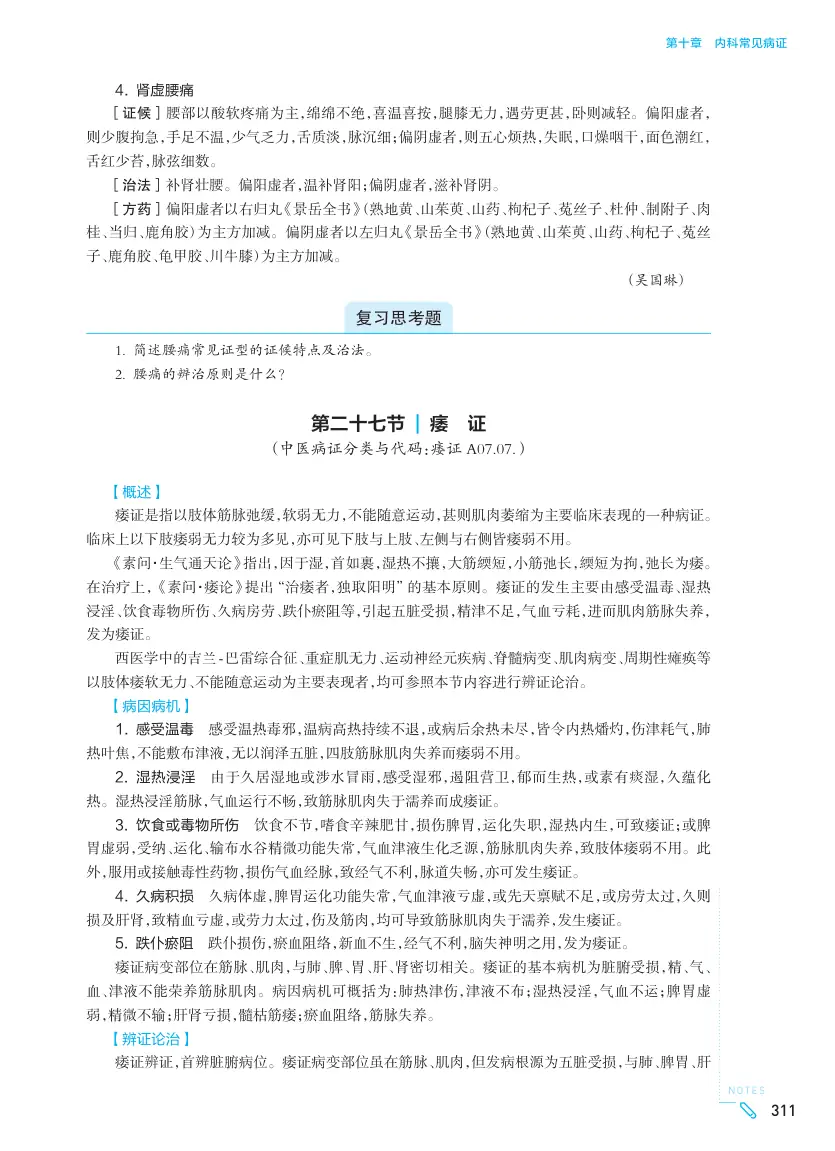 第十章　内科常见病证
4. 肾虚腰痛
［证候］腰部以酸软疼痛为主,绵绵不绝,喜温喜按,腿膝无力,遇劳更甚,卧则减轻。偏阳虚者,
则少腹拘急,手足不温,少气乏力,舌质淡,脉沉细;偏阴虚者,则五心烦热,失眠,口燥咽干,面色潮红,
舌红少苔,脉弦细数。
［治法］补肾壮腰。偏阳虚者,温补肾阳;偏阴虚者,滋补肾阴。
［方药］偏阳虚者以右归丸《景岳全书》(熟地黄、山茱萸、山药、枸杞子、菟丝子、杜仲、制附子、肉
桂、当归、鹿角胶)为主方加减。偏阴虚者以左归丸《景岳全书》(熟地黄、山茱萸、山药、枸杞子、菟丝
子、鹿角胶、龟甲胶、川牛膝)为主方加减。
(吴国琳)
复习思考题
1. 简述腰痛常见证型的证候特点及治法。
2. 腰痛的辨治原则是什么?
第二十七节｜痿　证
(中医病证分类与代码:痿证 A07.07.)
【概述】
痿证是指以肢体筋脉弛缓,软弱无力,不能随意运动,甚则肌肉萎缩为主要临床表现的一种病证。
临床上以下肢痿弱无力较为多见,亦可见下肢与上肢、左侧与右侧皆痿弱不用。
《素问·生气通天论》指出,因于湿,首如裹,湿热不攘,大筋緛短,小筋弛长,緛短为拘,弛长为痿。
在治疗上,《素问·痿论》提出“治痿者,独取阳明”的基本原则。痿证的发生主要由感受温毒、湿热
浸淫、饮食毒物所伤、久病房劳、跌仆瘀阻等,引起五脏受损,精津不足,气血亏耗,进而肌肉筋脉失养,
发为痿证。
西医学中的吉兰-巴雷综合征、重症肌无力、运动神经元疾病、脊髓病变、肌肉病变、周期性瘫痪等
以肢体痿软无力、不能随意运动为主要表现者,均可参照本节内容进行辨证论治。
【病因病机】
1. 感受温毒　感受温热毒邪,温病高热持续不退,或病后余热未尽,皆令内热燔灼,伤津耗气,肺
热叶焦,不能敷布津液,无以润泽五脏,四肢筋脉肌肉失养而痿弱不用。
2. 湿热浸淫　由于久居湿地或涉水冒雨,感受湿邪,遏阻营卫,郁而生热,或素有痰湿,久蕴化
热。湿热浸淫筋脉,气血运行不畅,致筋脉肌肉失于濡养而成痿证。
3. 饮食或毒物所伤　饮食不节,嗜食辛辣肥甘,损伤脾胃,运化失职,湿热内生,可致痿证;或脾
胃虚弱,受纳、运化、输布水谷精微功能失常,气血津液生化乏源,筋脉肌肉失养,致肢体痿弱不用。此
外,服用或接触毒性药物,损伤气血经脉,致经气不利,脉道失畅,亦可发生痿证。
4. 久病积损　久病体虚,脾胃运化功能失常,气血津液亏虚,或先天禀赋不足,或房劳太过,久则
损及肝肾,致精血亏虚,或劳力太过,伤及筋肉,均可导致筋脉肌肉失于濡养,发生痿证。
5. 跌仆瘀阻　跌仆损伤,瘀血阻络,新血不生,经气不利,脑失神明之用,发为痿证。
痿证病变部位在筋脉、肌肉,与肺、脾、胃、肝、肾密切相关。痿证的基本病机为脏腑受损,精、气、
血、津液不能荣养筋脉肌肉。病因病机可概括为:肺热津伤,津液不布;湿热浸淫,气血不运;脾胃虚
弱,精微不输;肝肾亏损,髓枯筋痿;瘀血阻络,筋脉失养。
【辨证论治】
痿证辨证,首辨脏腑病位。痿证病变部位虽在筋脉、肌肉,但发病根源为五脏受损,与肺、脾胃、肝
NOTES
311